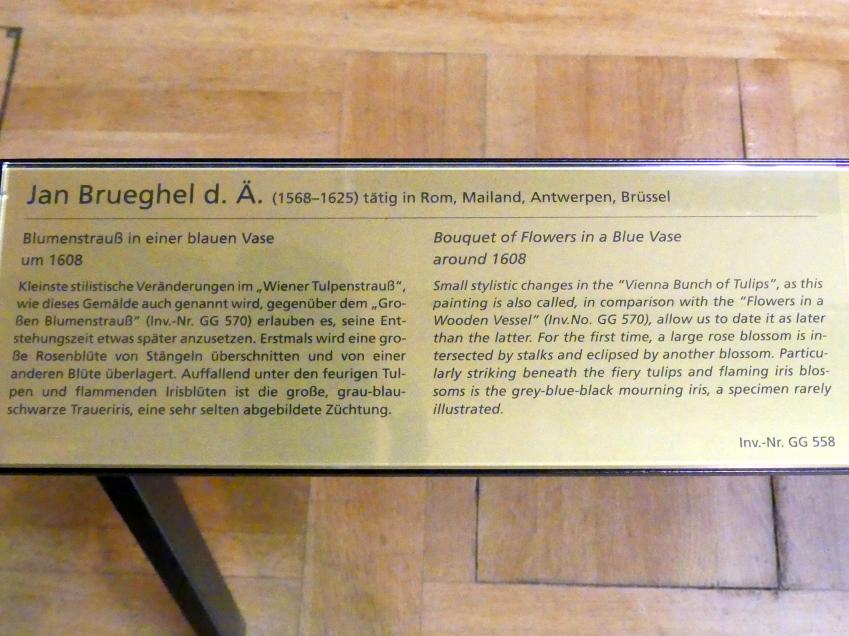 Jan Brueghel d. Ä. (1568–1625) tätig in Rom, Mailand, Antwerpen, Brüssel
Blumenstrauß in einer blauen Vase
um 1608
Kleinste stilistische Veränderungen im „Wiener Tulpenstrauß“,
wie dieses Gemälde auch genannt wird, gegenüber dem „Gro-
ßen Blumenstrauß“ (Inv.-Nr. GG 570) erlauben es, seine Ent-
stehungszeit etwas später anzusetzen. Erstmals wird eine gro-
ße Rosenblüte von Stängeln überschnitten und von einer
anderen Blüte überlagert. Auffallend unter den feurigen Tul-
pen und flammenden Irisblüten ist die große, grau-blau-
schwarze Traueriris, eine sehr selten abgebildete Züchtung.
Bouquet of Flowers in a Blue Vase
around 1608
Small stylistic changes in the “Vienna Bunch of Tulips”, as this
painting is also called, in comparison with the “Flowers in a
Wooden Vessel” (Inv.No. GG 570), allow us to date it as later
than the latter. For the first time, a large rose blossom is in-
tersected by stalks and eclipsed by another blossom. Particu-
larly striking beneath the fiery tulips and flaming iris blos-
soms is the grey-blue-black mourning iris, a specimen rarely
illustrated.
Inv.-Nr. GG 558